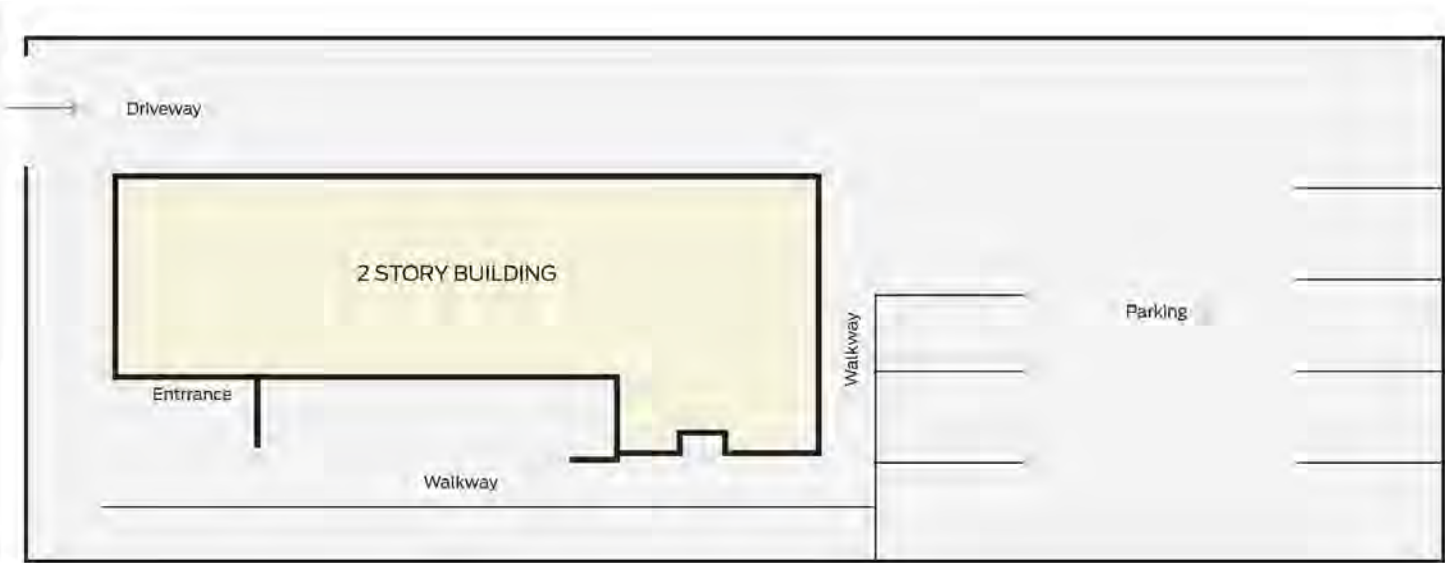 Driveway
2 STORY BUILDING
Parking
Walkway
Entrrance
Walkway